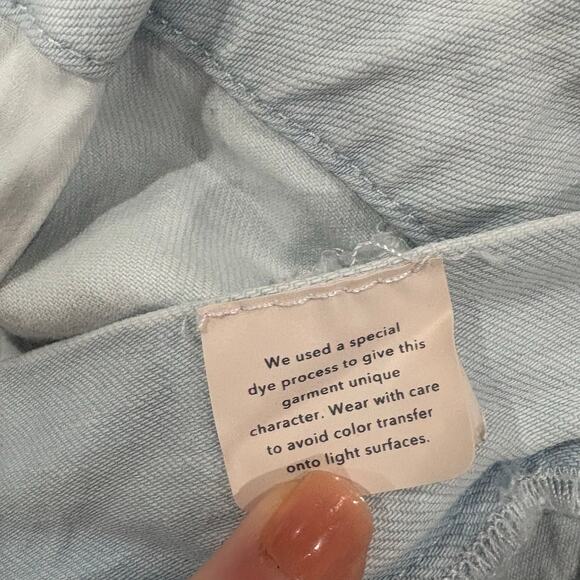 We used a special
dye process to give this
garment unique
character. Wear with care
to avoid color transfer
onto light surfaces.